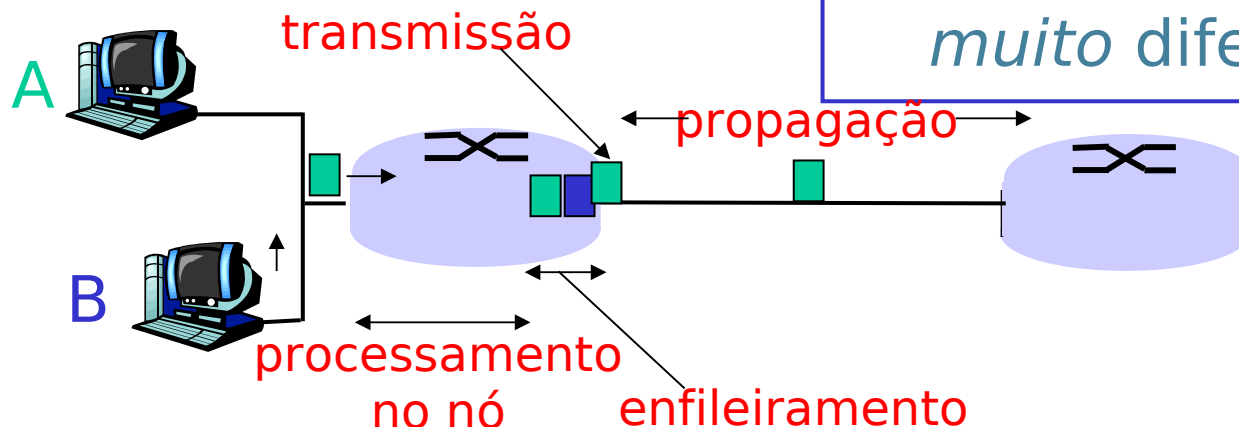 transmissão
muito dife
A
propagação
B
processamento
no nó
enfileiramento